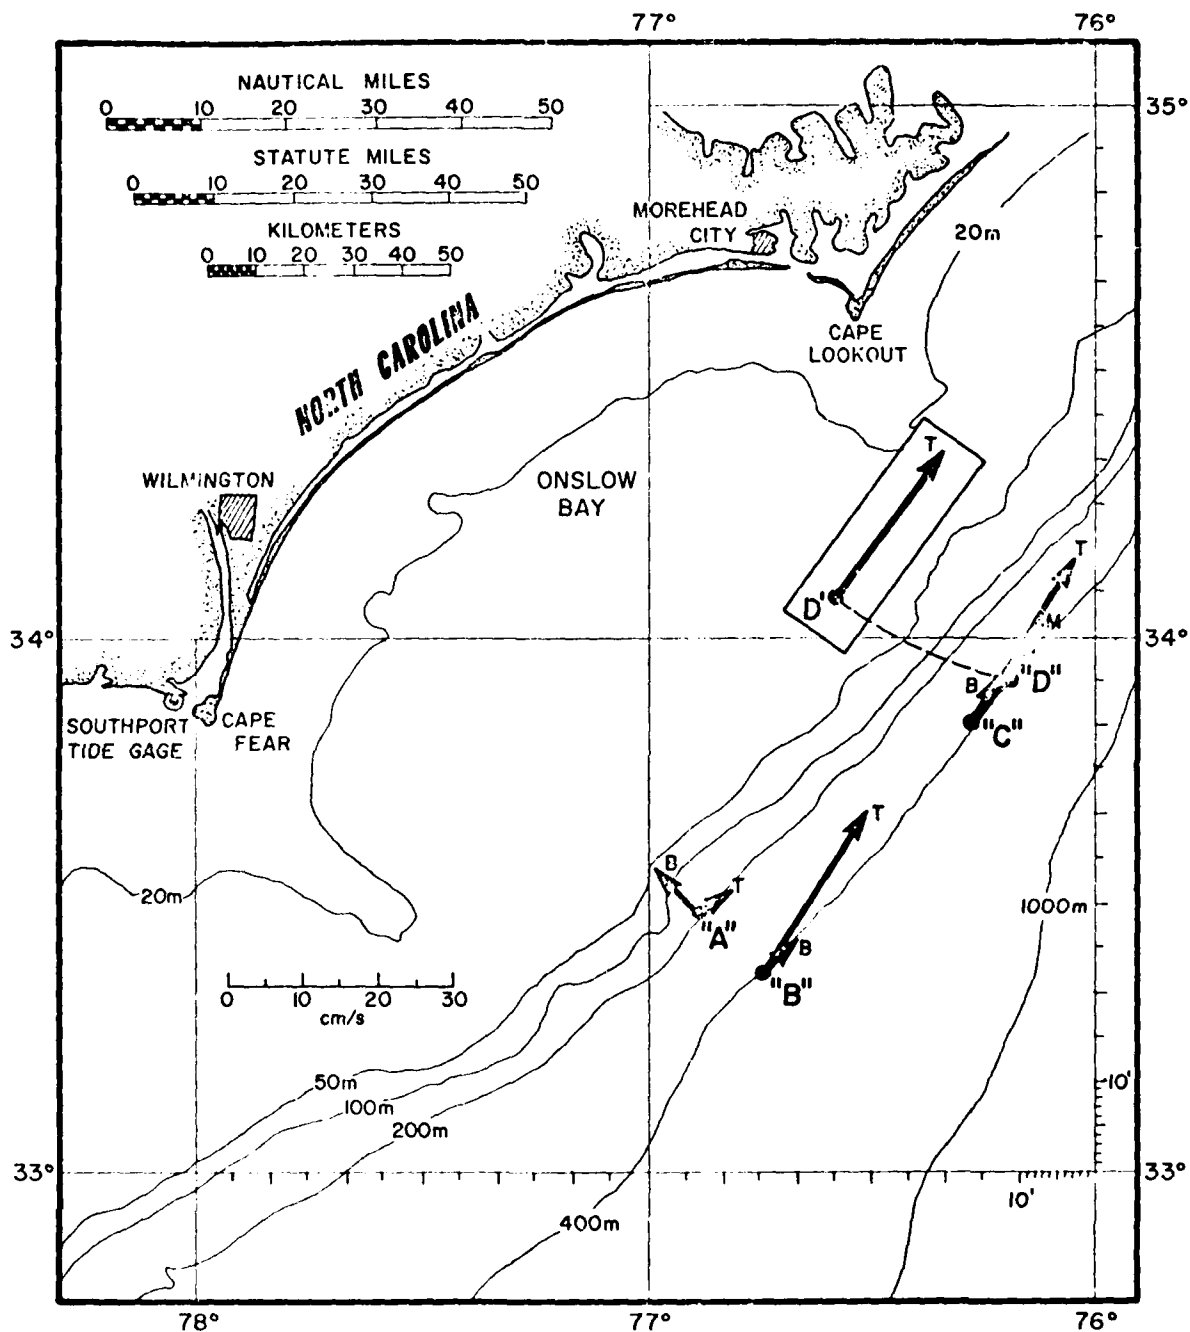 77° 76°
NAUTICAL MILES
0 10 20 30 40 50
35°
STATUTE MILES
0 10 20 30 40 50
MOREHEAD
CITY
KILOMETERS
0 10 20 30 40 50
20m
NORTH CAROLINA
CAPE
LOOKOUT
T
WILMINGTON
ONSLOW
BAY
T
D'
34° 34°
M
B "D"
SOUTHPORT
TIDE GAGE
CAPE
FEAR
"C"
T
B
T
20m
1000m
"A"
B
"B"
0 10 20 30
cm/s
50m
10'
100m
200m
33° 33°
10'
400m
78° 77° 76°